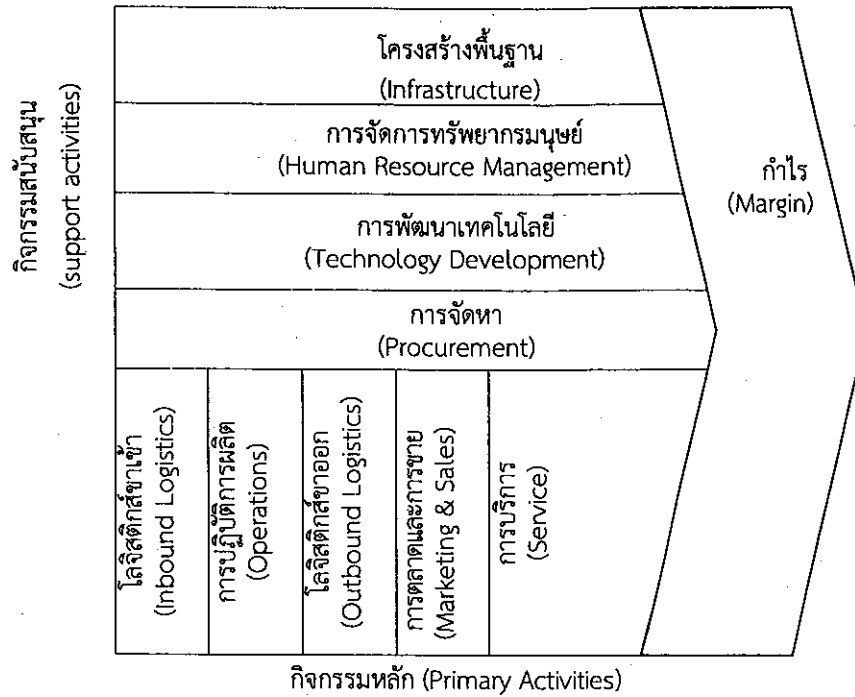 โครงสร้างพื้นฐาน
(Infrastructure)
การจัดการทรัพยากรมนุษย์
(Human Resource Management)
การพัฒนาเทคโนโลยี
(Technology Development)
การจัดหา
(Procurement)
กิจกรรมสนับสนุน
(support activities)
กำไร
(Margin)
โลจิสติกส์ขาเข้า
(Inbound Logistics)
การปฏิบัติการผลิต
(Operations)
โลจิสติกส์ขาออก
(Outbound Logistics)
การตลาดและการขาย
(Marketing & Sales)
การบริการ
(Service)
กิจกรรมหลัก (Primary Activities)